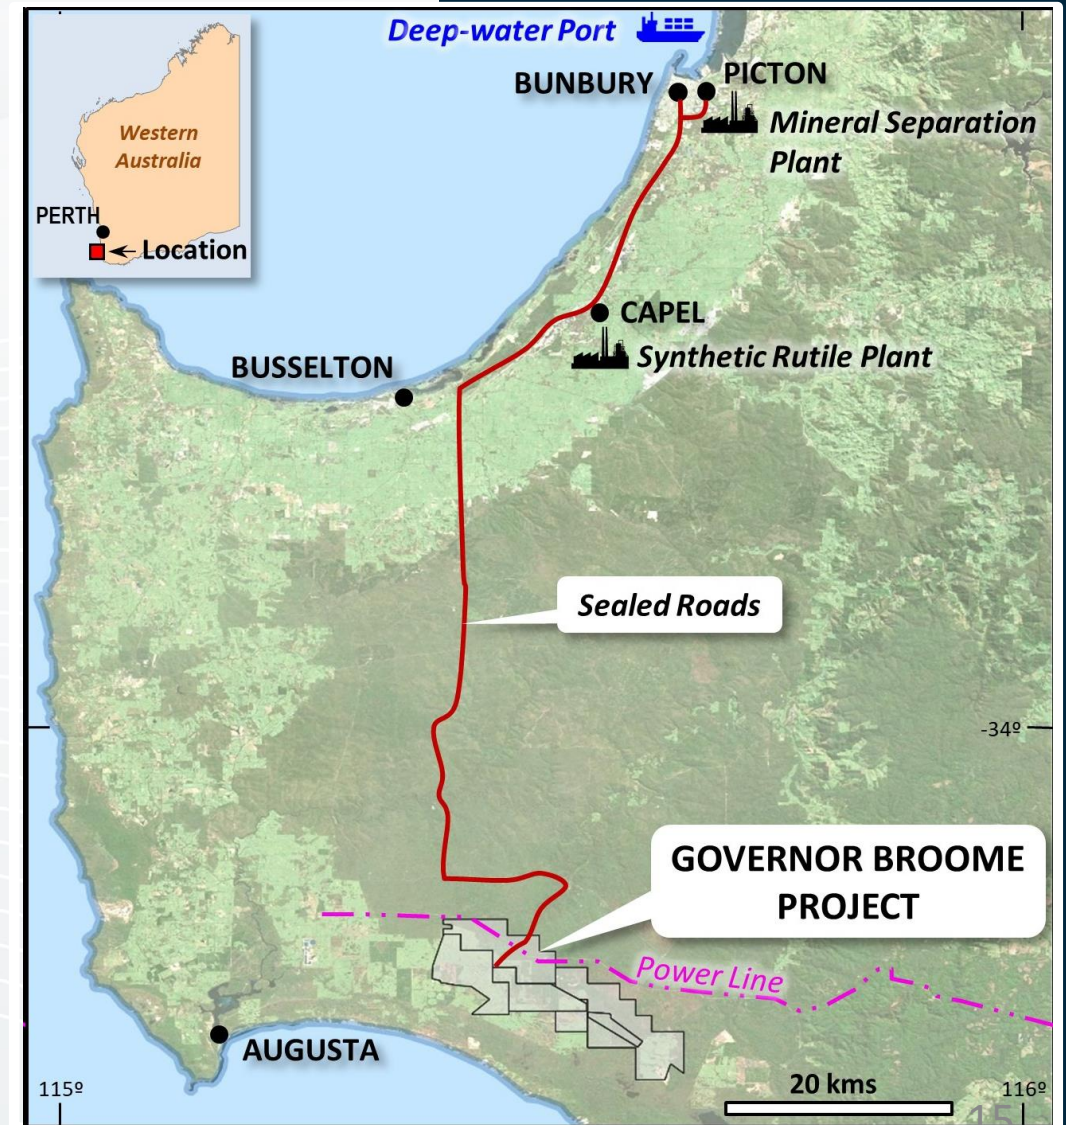 Deep-water Port
BUNBURY
PICTON
Mineral Separation
Plant
Western
Australia
PERTH
Location
CAPEL
Synthetic Rutile Plant
BUSSELTON
Sealed Roads
-34º
GOVERNOR BROOME
PROJECT
Power Line
AUGUSTA
20 kms
115º
116º
15